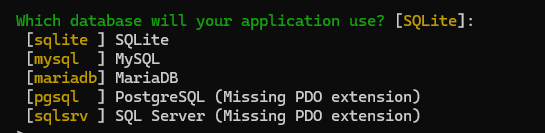 Which database will your application use? [SQLite]:
[sqlite ] SQLite
[mysql  ] MySQL
[mariadb] MariaDB
[pgsql  ] PostgreSQL (Missing PDO extension)
[sqlsrv ] SQL Server (Missing PDO extension)